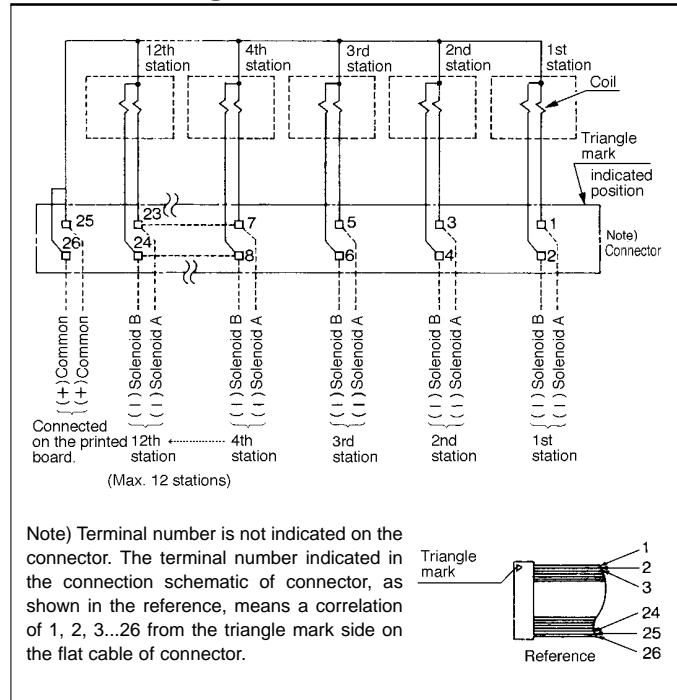 12th station
4th station
3rd station
2nd station
1st station
Coil
Triangle mark
indicated position
25
23
7
5
3
1
Note)
Connector
26
24
8
6
4
2
(+)Common
(+)Common
(−) Solenoid B
(−) Solenoid A
(−) Solenoid B
(−) Solenoid A
(−) Solenoid B
(−) Solenoid A
(−) Solenoid B
(−) Solenoid A
(−) Solenoid B
(−) Solenoid A
Connected
on the printed
board.
12th station
4th station
3rd station
2nd station
1st station
(Max. 12 stations)
Note) Terminal number is not indicated on the
connector. The terminal number indicated in
the connection schematic of connector, as
shown in the reference, means a correlation
of 1, 2, 3...26 from the triangle mark side on
the flat cable of connector.
Triangle
mark
1
2
3
24
25
26
Reference